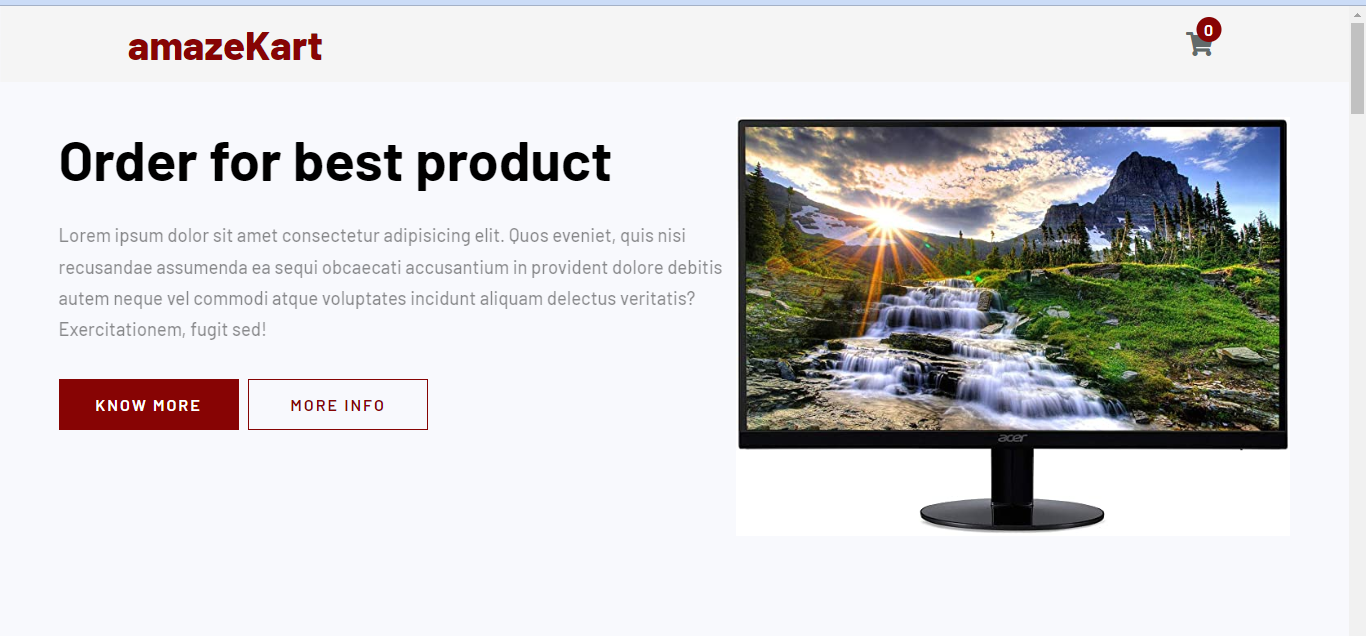 amazeKart
0
Order for best product
Lorem ipsum dolor sit amet consectetur adipisicing elit. Quos eveniet, quis nisi
recusandae assumenda ea sequi obcaecati accusantium in provident dolore debitis
autem neque vel commodi atque voluptates incidunt aliquam delectus veritatis?
Exercitationem, fugit sed!
KNOW MORE
MORE INFO
acer